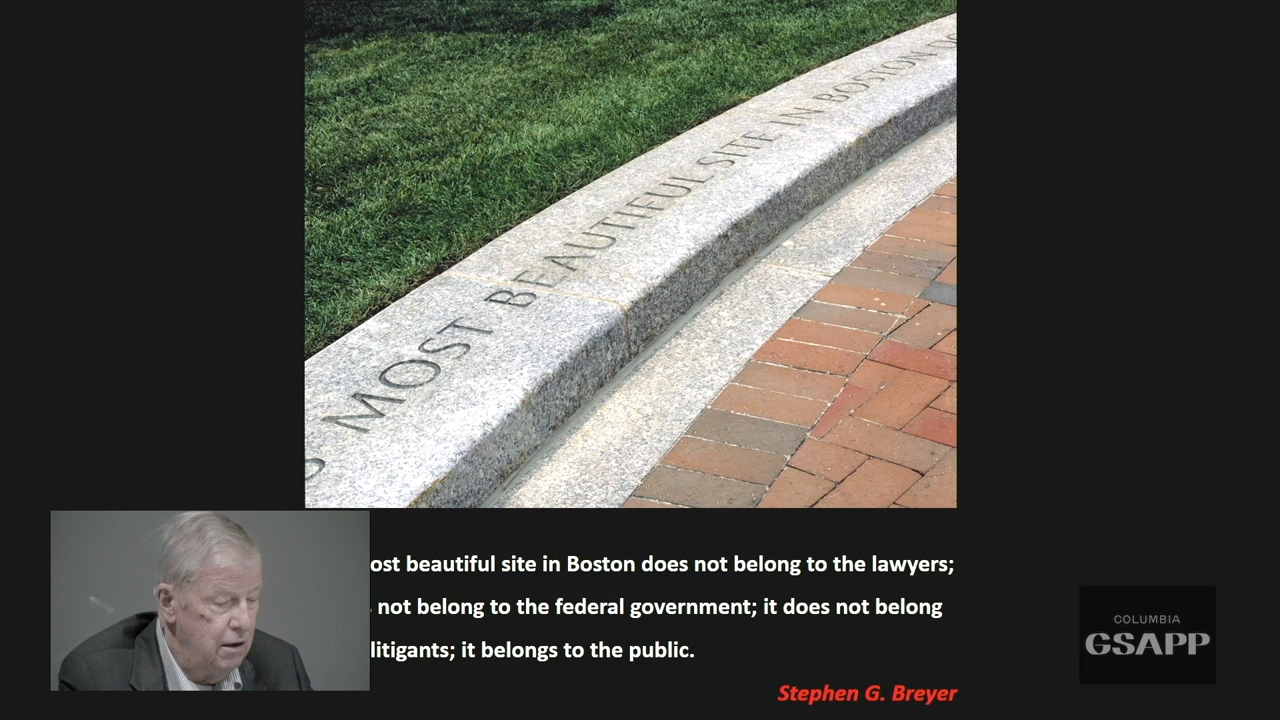 MOST BEAUTIFUL SITE IN BOSTON
ost beautiful site in Boston does not belong to the lawyers;
not belong to the federal government; it does not belong
litigants; it belongs to the public.
Stephen G. Breyer
COLUMBIA
GSAPP